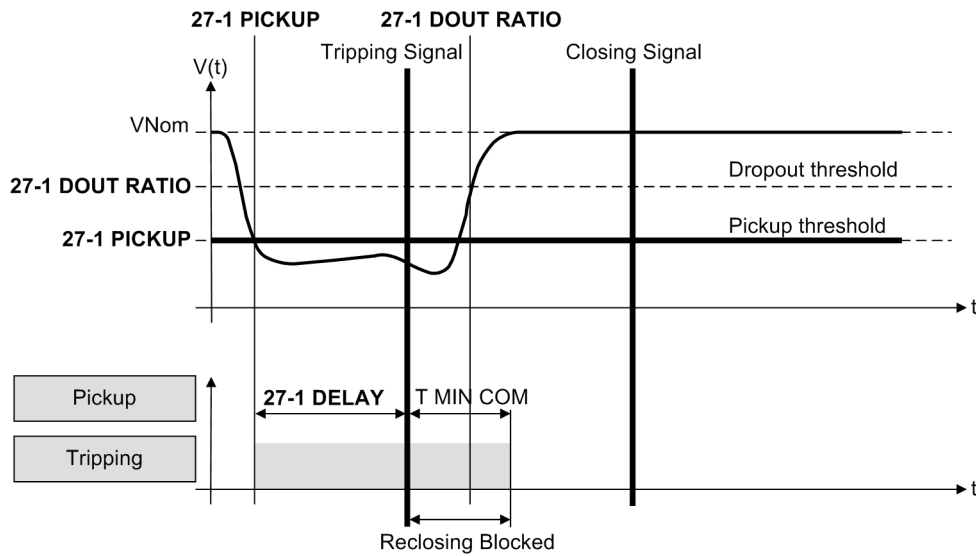 27-1 PICKUP
27-1 DOUT RATIO
Tripping Signal
Closing Signal
V(t)
VNom
Dropout threshold
27-1 DOUT RATIO
Pickup threshold
27-1 PICKUP
t
Pickup
27-1 DELAY
T MIN COM
Tripping
t
Reclosing Blocked